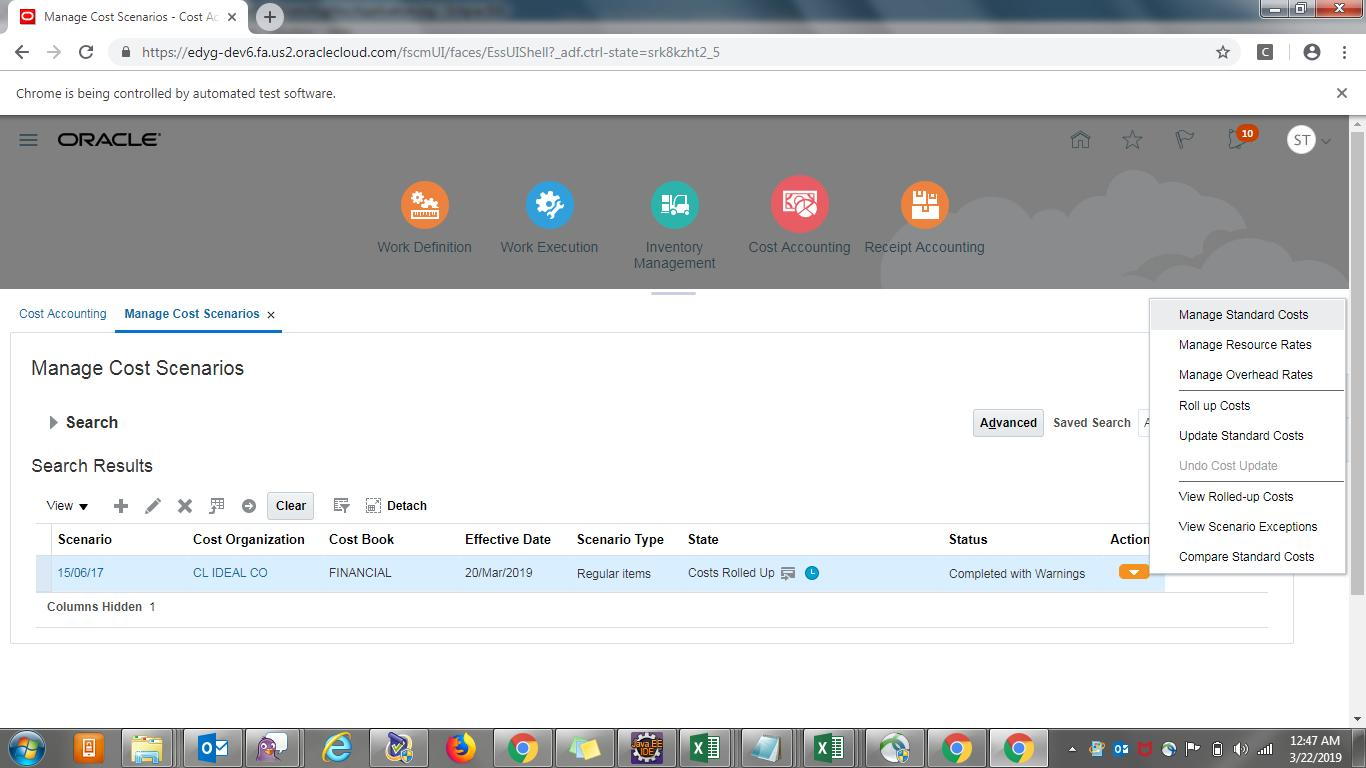 Manage Cost Scenarios - Cost Ac
https://edyg-dev6.fa.us2.oraclecloud.com/fscmUI/faces/EssUIShell?_adf.ctrl-state=srk8kzht2_5
C
Chrome is being controlled by automated test software.
ORACLE
10
ST
Work Definition
Work Execution
Inventory
Management
Cost Accounting
Receipt Accounting
Cost Accounting
Manage Cost Scenarios
Manage Standard Costs
Manage Resource Rates
Manage Overhead Rates
Roll up Costs
Update Standard Costs
Undo Cost Update
View Rolled-up Costs
View Scenario Exceptions
Compare Standard Costs
Manage Cost Scenarios
Search
Advanced Saved Search
Search Results
View Clear Detach
Scenario Cost Organization Cost Book Effective Date Scenario Type State Status Action
15/06/17 CL IDEAL CO FINANCIAL 20/Mar/2019 Regular items Costs Rolled Up Completed with Warnings
Columns Hidden 1
Java EE
IDE
12:47 AM
3/22/2019